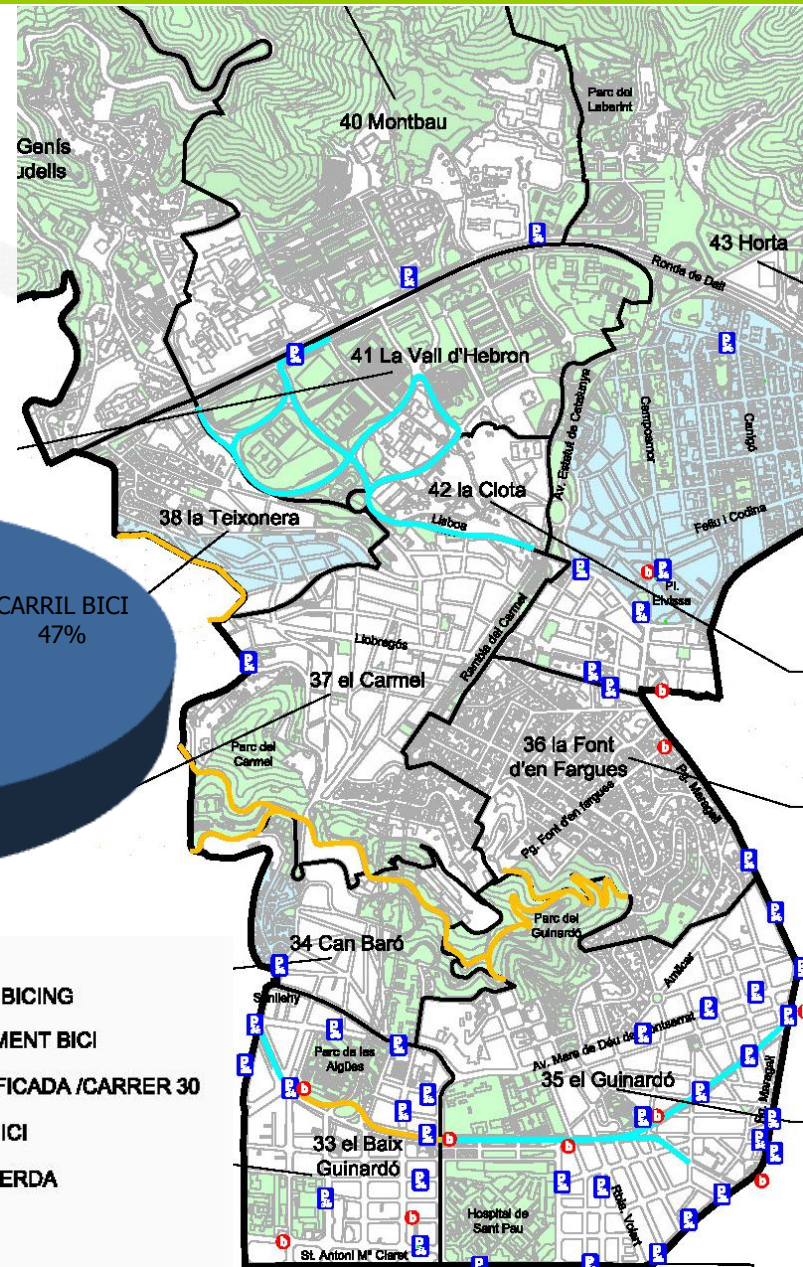 Genís
udells
40 Montbau
Parc del
Laberint
43 Horta
Ronda de Dalt
41 La Vall d'Hebron
Av. Estatut de Catalunya
Campoamor
Canigó
38 la Teixonera
42 la Clota
Lisboa
Feliu i Codina
CARRIL BICI
47%
Pl.
Eivissa
Llobregós
Rambla del Carmel
37 el Carmel
36 la Font
d'en Fargues
Parc del
Carmel
Pg. Maragall
Pg. Font d'en fargues
Parc del
Guinardó
34 Can Baró
Amílcar
BICING
MENT BICI
Sanllehy
Parc de les
Aigües
Av. Mare de Déu de Montserrat
FICADA /CARRER 30
35 el Guinardó
Pg. Maragall
ICI
33 el Baix
Guinardó
ERDA
Hospital de
Sant Pau
Rbla. Volart
St. Antoni Mª Claret